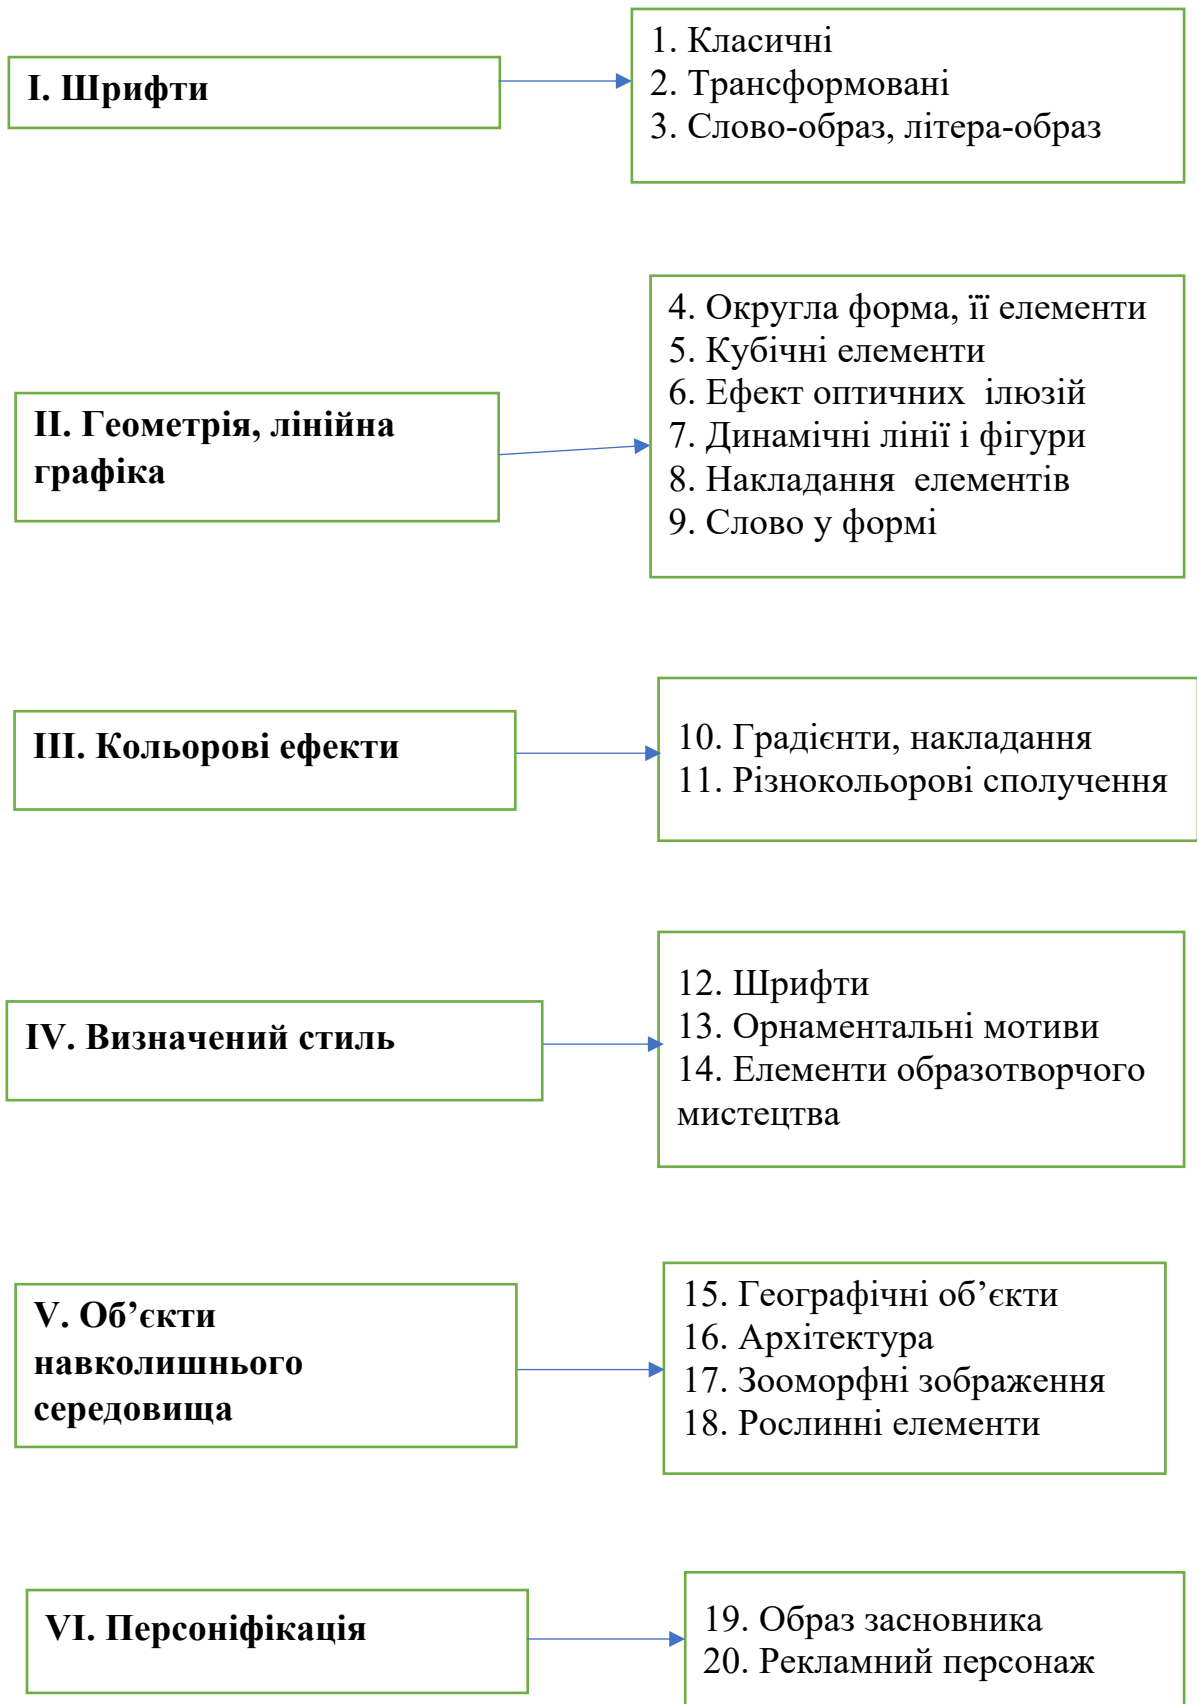 I. Шрифти
1. Класичні
2. Трансформовані
3. Слово-образ, літера-образ
II. Геометрія, лінійна
графіка
4. Округла форма, її елементи
5. Кубічні елементи
6. Ефект оптичних ілюзій
7. Динамічні лінії і фігури
8. Накладання елементів
9. Слово у формі
III. Кольорові ефекти
10. Градієнти, накладання
11. Різнокольорові сполучення
IV. Визначений стиль
12. Шрифти
13. Орнаментальні мотиви
14. Елементи образотворчого
мистецтва
V. Об’єкти
навколишнього
середовища
15. Географічні об’єкти
16. Архітектура
17. Зооморфні зображення
18. Рослинні елементи
VI. Персоніфікація
19. Образ засновника
20. Рекламний персонаж